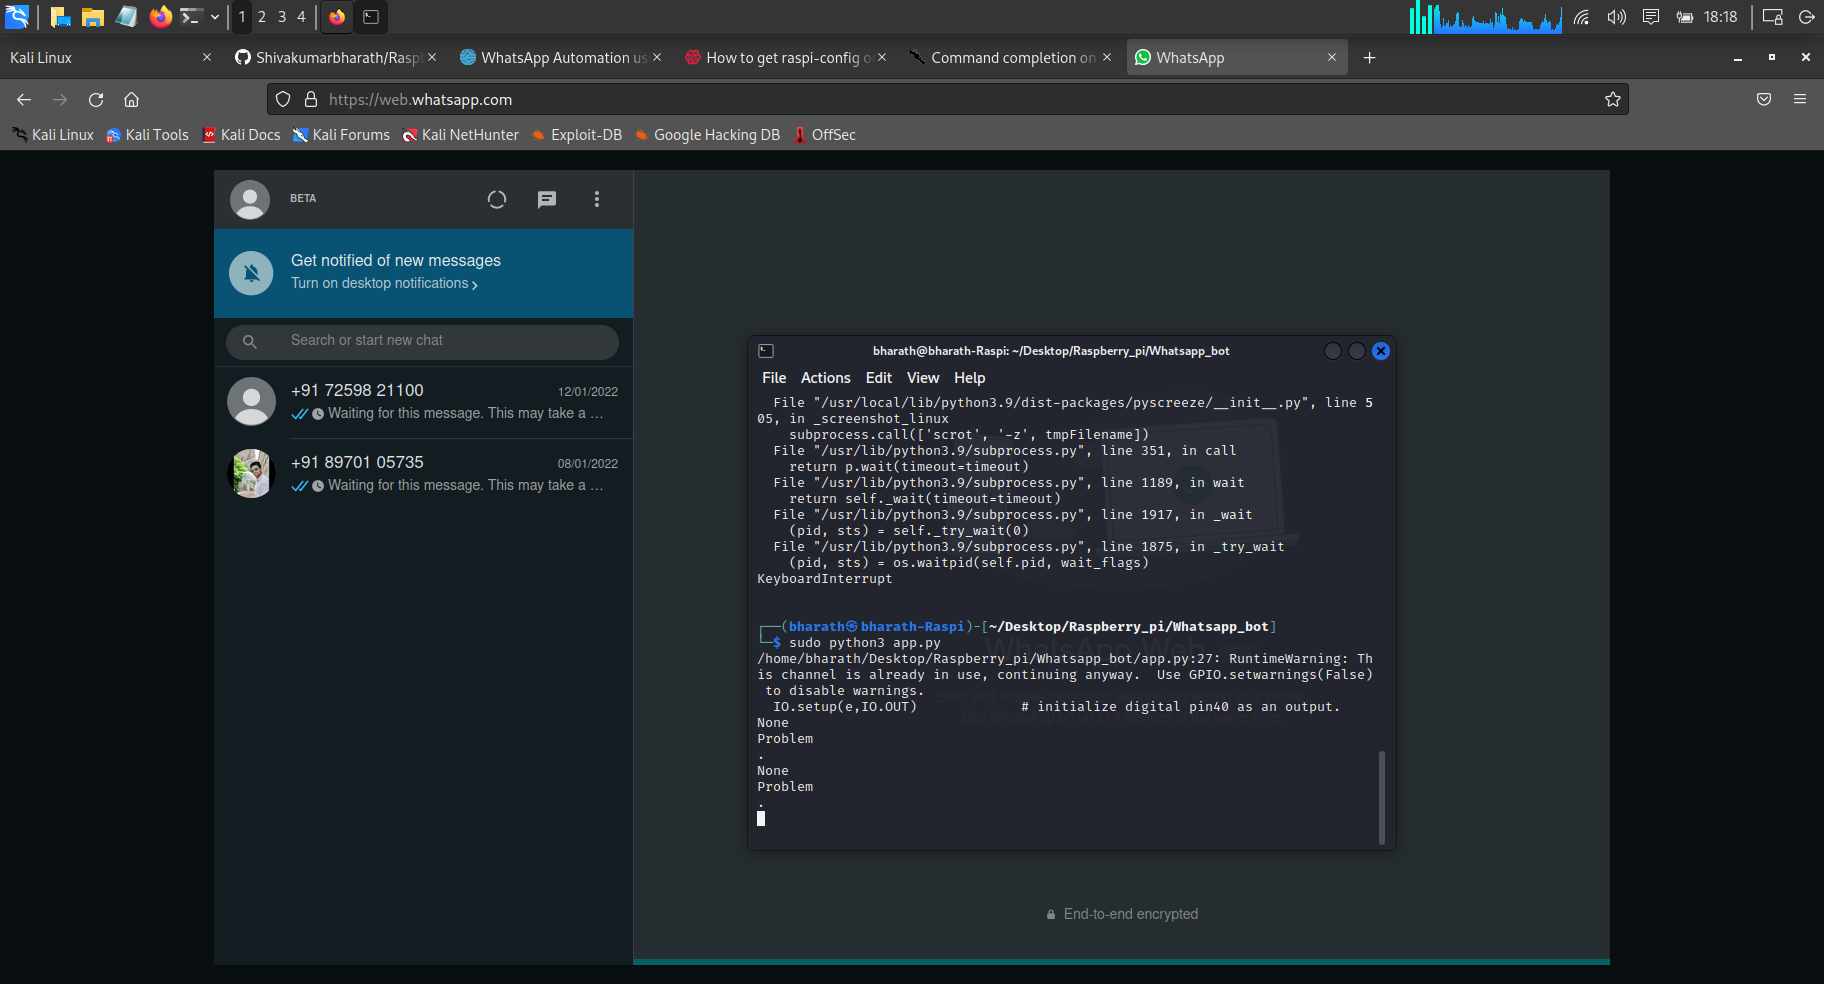 1 2 3 4 18:18
Kali Linux Shivakumarbharath/Rasp WhatsApp Automation us How to get raspi-config o Command completion on WhatsApp
https://web.whatsapp.com
Kali Linux Kali Tools Kali Docs Kali Forums Kali NetHunter Exploit-DB Google Hacking DB OffSec
BETA
Get notified of new messages
Turn on desktop notifications
Search or start new chat
+91 72598 21100 12/01/2022
Waiting for this message. This may take a ...
+91 89701 05735 08/01/2022
Waiting for this message. This may take a ...
bharath@bharath-Raspi: ~/Desktop/Raspberry_pi/Whatsapp_bot
File Actions Edit View Help
File "/usr/local/lib/python3.9/dist-packages/pyscreeze/__init__.py", line 5
05, in _screenshot_linux
subprocess.call(['scrot', '-z', tmpFilename])
File "/usr/lib/python3.9/subprocess.py", line 351, in call
return p.wait(timeout=timeout)
File "/usr/lib/python3.9/subprocess.py", line 1189, in wait
return self._wait(timeout=timeout)
File "/usr/lib/python3.9/subprocess.py", line 1917, in _wait
(pid, sts) = self._try_wait(0)
File "/usr/lib/python3.9/subprocess.py", line 1875, in _try_wait
(pid, sts) = os.waitpid(self.pid, wait_flags)
KeyboardInterrupt
┌──(bharath㉿bharath-Raspi)-[~/Desktop/Raspberry_pi/Whatsapp_bot]
└─$ sudo python3 app.py
/home/bharath/Desktop/Raspberry_pi/Whatsapp_bot/app.py:27: RuntimeWarning: Th
is channel is already in use, continuing anyway. Use GPIO.setwarnings(False)
to disable warnings.
IO.setup(e,IO.OUT) # initialize digital pin40 as an output.
None
Problem
.
None
Problem
.
WhatsApp Web
End-to-end encrypted